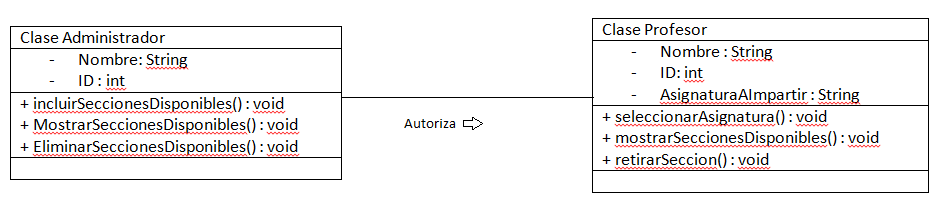 Clase Administrador
- Nombre: String
- ID : int
+ incluirSeccionesDisponibles() : void
+ MostrarSeccionesDisponibles() : void
+ EliminarSeccionesDisponibles() : void
Autoriza
Clase Profesor
- Nombre : String
- ID: int
- AsignaturaAImpartir : String
+ seleccionarAsignatura() : void
+ mostrarSeccionesDisponibles() : void
+ retirarSeccion() : void